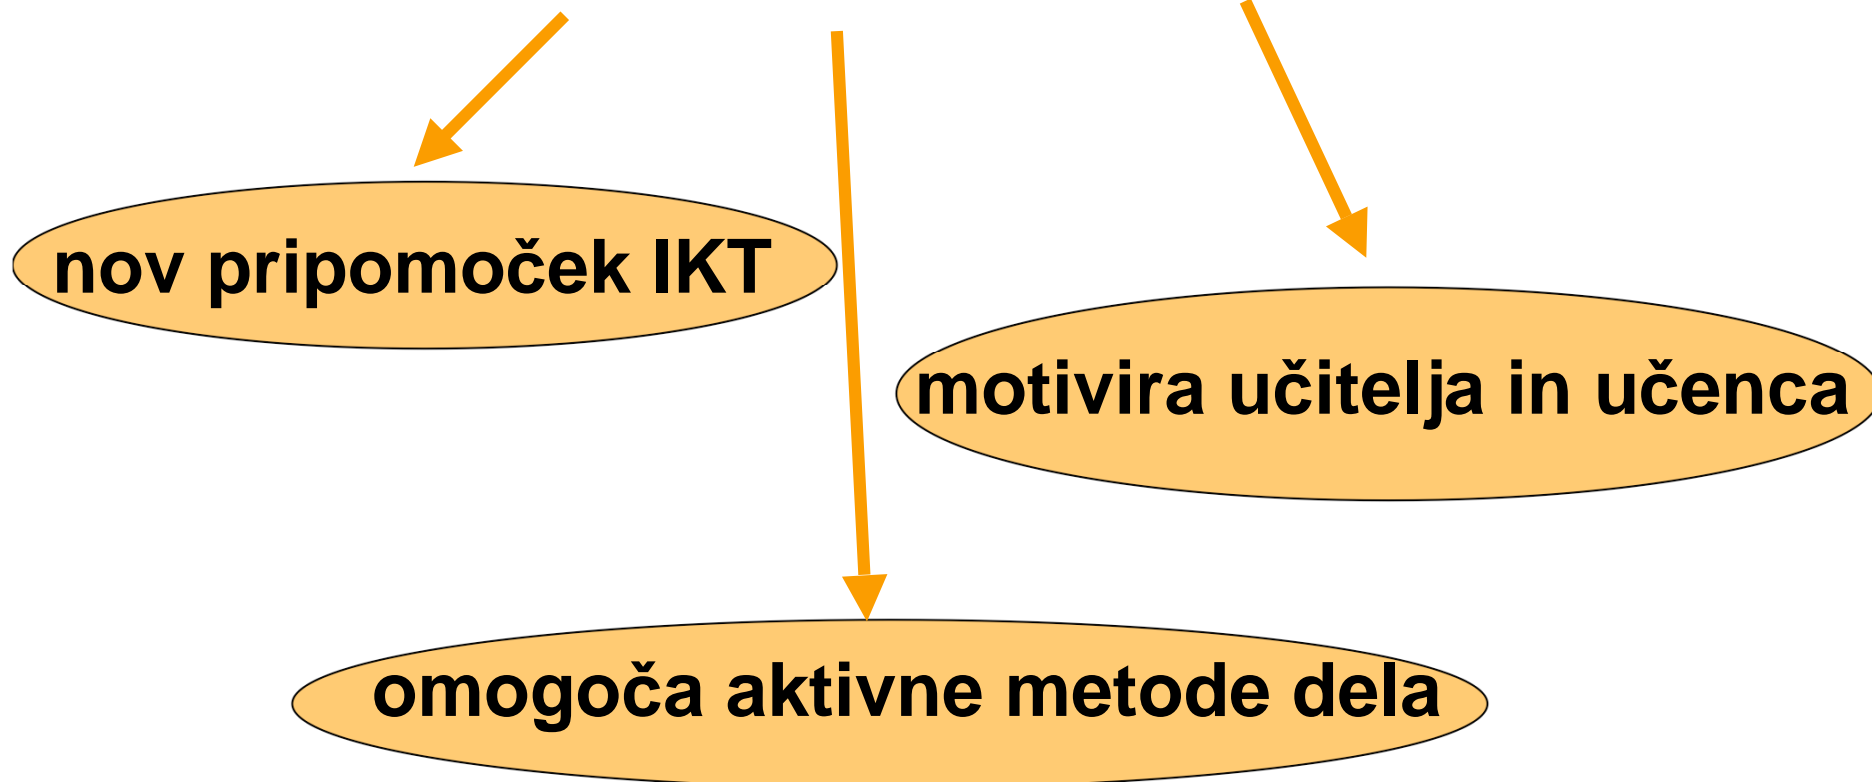 nov pripomoček IKT
motivira učitelja in učenca
omogoča aktivne metode dela